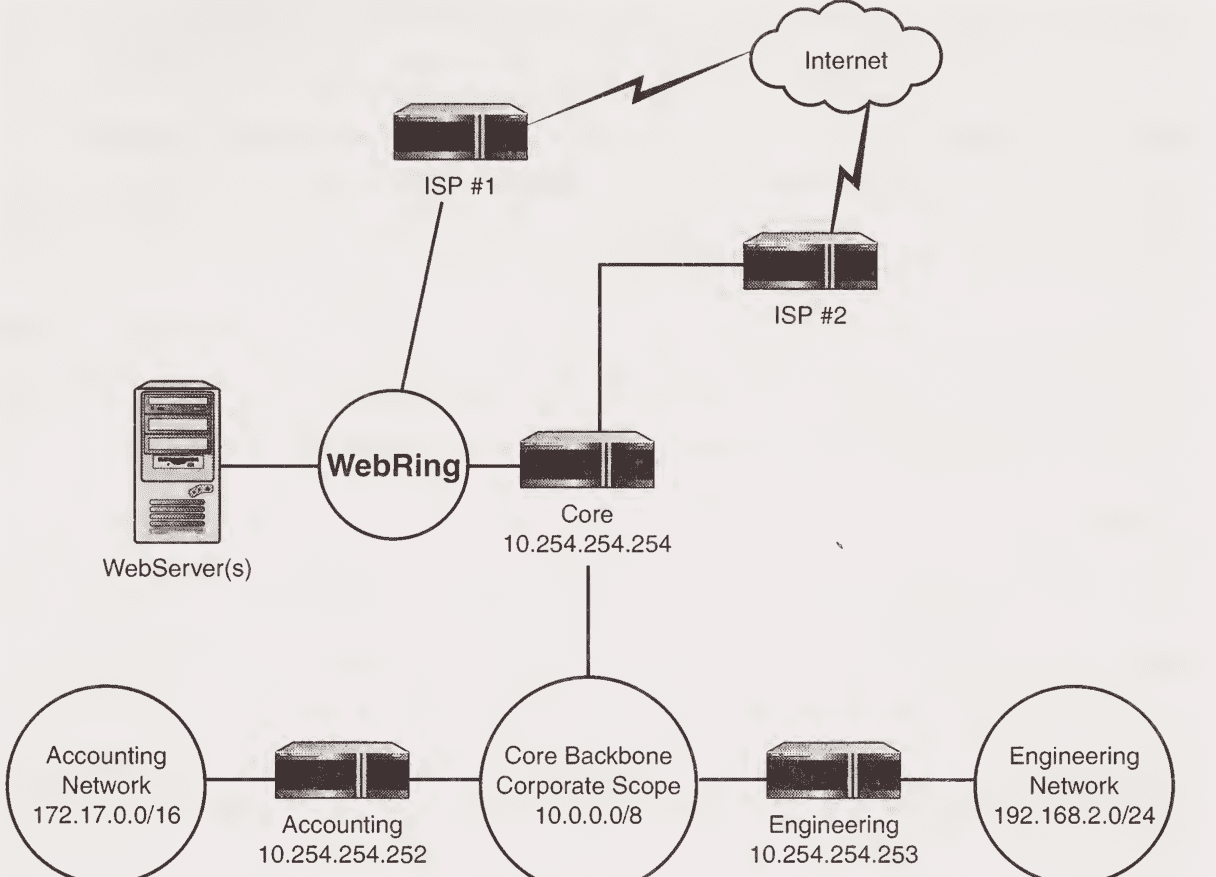 Internet
ISP #1
ISP #2
WebRing
Core
10.254.254.254
WebServer(s)
Accounting
Network
172.17.0.0/16
Accounting
10.254.254.252
Core Backbone
Corporate Scope
10.0.0.0/8
Engineering
10.254.254.253
Engineering
Network
192.168.2.0/24